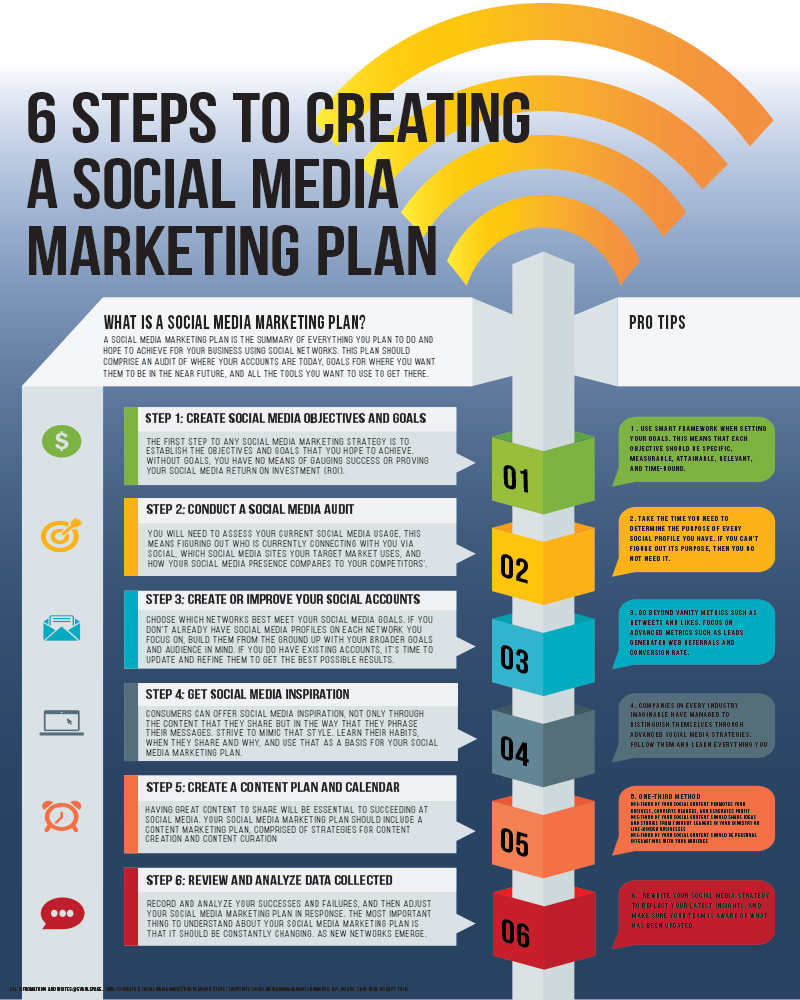 6 STEPS TO CREATING
A SOCIAL MEDIA
MARKETING PLAN
WHAT IS A SOCIAL MEDIA MARKETING PLAN?
A SOCIAL MEDIA MARKETING PLAN IS THE SUMMARY OF EVERYTHING YOU PLAN TO DO AND
HOPE TO ACHIEVE FOR YOUR BUSINESS USING SOCIAL NETWORKS. THIS PLAN SHOULD
COMPRISE AN AUDIT OF WHERE YOUR ACCOUNTS ARE TODAY, GOALS FOR WHERE YOU WANT
THEM TO BE IN THE NEAR FUTURE, AND ALL THE TOOLS YOU WANT TO USE TO GET THERE.
PRO TIPS
STEP 1: CREATE SOCIAL MEDIA OBJECTIVES AND GOALS
THE FIRST STEP TO ANY SOCIAL MEDIA MARKETING STRATEGY IS TO
ESTABLISH THE OBJECTIVES AND GOALS THAT YOU HOPE TO ACHIEVE.
WITHOUT GOALS, YOU HAVE NO MEANS OF GAUGING SUCCESS OR PROVING
YOUR SOCIAL MEDIA RETURN ON INVESTMENT (ROI).
$
01
1. USE SMART FRAMEWORK WHEN SETTING
YOUR GOALS. THIS MEANS THAT EACH
OBJECTIVE SHOULD BE SPECIFIC,
MEASURABLE, ATTAINABLE, RELEVANT,
AND TIME-BOUND.
STEP 2: CONDUCT A SOCIAL MEDIA AUDIT
YOU WILL NEED TO ASSESS YOUR CURRENT SOCIAL MEDIA USAGE, THIS
MEANS FIGURING OUT WHO IS CURRENTLY CONNECTING WITH YOU VIA
SOCIAL, WHICH SOCIAL MEDIA SITES YOUR TARGET MARKET USES, AND
HOW YOUR SOCIAL MEDIA PRESENCE COMPARES TO YOUR COMPETITORS'.
02
2. TAKE THE TIME YOU NEED TO
DETERMINE THE PURPOSE OF EVERY
SOCIAL PROFILE YOU HAVE. IF YOU CAN'T
FIGURE OUT ITS PURPOSE, THEN YOU DO
NOT NEED IT.
STEP 3: CREATE OR IMPROVE YOUR SOCIAL ACCOUNTS
CHOOSE WHICH NETWORKS BEST MEET YOUR SOCIAL MEDIA GOALS. IF YOU
DON'T ALREADY HAVE SOCIAL MEDIA PROFILES ON EACH NETWORK YOU
FOCUS ON, BUILD THEM FROM THE GROUND UP WITH YOUR BROADER GOALS
AND AUDIENCE IN MIND. IF YOU DO HAVE EXISTING ACCOUNTS, IT'S TIME TO
UPDATE AND REFINE THEM TO GET THE BEST POSSIBLE RESULTS.
03
3. GO BEYOND VANITY METRICS SUCH AS
RETWEETS AND LIKES. FOCUS ON
ADVANCED METRICS SUCH AS LEADS
GENERATED WEB REFERRALS AND
CONVERSION RATE.
STEP 4: GET SOCIAL MEDIA INSPIRATION
CONSUMERS CAN OFFER SOCIAL MEDIA INSPIRATION, NOT ONLY THROUGH
THE CONTENT THAT THEY SHARE BUT IN THE WAY THAT THEY PHRASE
THEIR MESSAGES. STRIVE TO MIMIC THAT STYLE. LEARN THEIR HABITS,
WHEN THEY SHARE AND WHY, AND USE THAT AS A BASIS FOR YOUR SOCIAL
MEDIA MARKETING PLAN.
04
4. COMPANIES IN EVERY INDUSTRY
IMAGINABLE HAVE MANAGED TO
DISTINGUISH THEMSELVES THROUGH
ADVANCED SOCIAL MEDIA STRATEGIES.
FOLLOW THEM AND LEARN EVERYTHING YOU
STEP 5: CREATE A CONTENT PLAN AND CALENDAR
HAVING GREAT CONTENT TO SHARE WILL BE ESSENTIAL TO SUCCEEDING AT
SOCIAL MEDIA. YOUR SOCIAL MEDIA MARKETING PLAN SHOULD INCLUDE A
CONTENT MARKETING PLAN, COMPRISED OF STRATEGIES FOR CONTENT
CREATION AND CONTENT CURATION
05
5. ONE-THIRD METHOD
ONE-THIRD OF YOUR SOCIAL CONTENT PROMOTES YOUR
BUSINESS, CONVERTS READERS, AND GENERATES PROFIT
ONE-THIRD OF YOUR SOCIAL CONTENT SHOULD SHARE IDEAS
AND STORIES FROM THOUGHT LEADERS IN YOUR INDUSTRY OR
LIKE-MINDED BUSINESSES
ONE-THIRD OF YOUR SOCIAL CONTENT SHOULD BE PERSONAL
INTERACTIONS WITH YOUR AUDIENCE
STEP 6: REVIEW AND ANALYZE DATA COLLECTED
RECORD AND ANALYZE YOUR SUCCESSES AND FAILURES, AND THEN ADJUST
YOUR SOCIAL MEDIA MARKETING PLAN IN RESPONSE. THE MOST IMPORTANT
THING TO UNDERSTAND ABOUT YOUR SOCIAL MEDIA MARKETING PLAN IS
THAT IT SHOULD BE CONSTANTLY CHANGING. AS NEW NETWORKS EMERGE.
06
6. REWRITE YOUR SOCIAL MEDIA STRATEGY
TO REFLECT YOUR LATEST INSIGHTS, AND
MAKE SURE YOUR TEAM IS AWARE OF WHAT
HAS BEEN UPDATED.